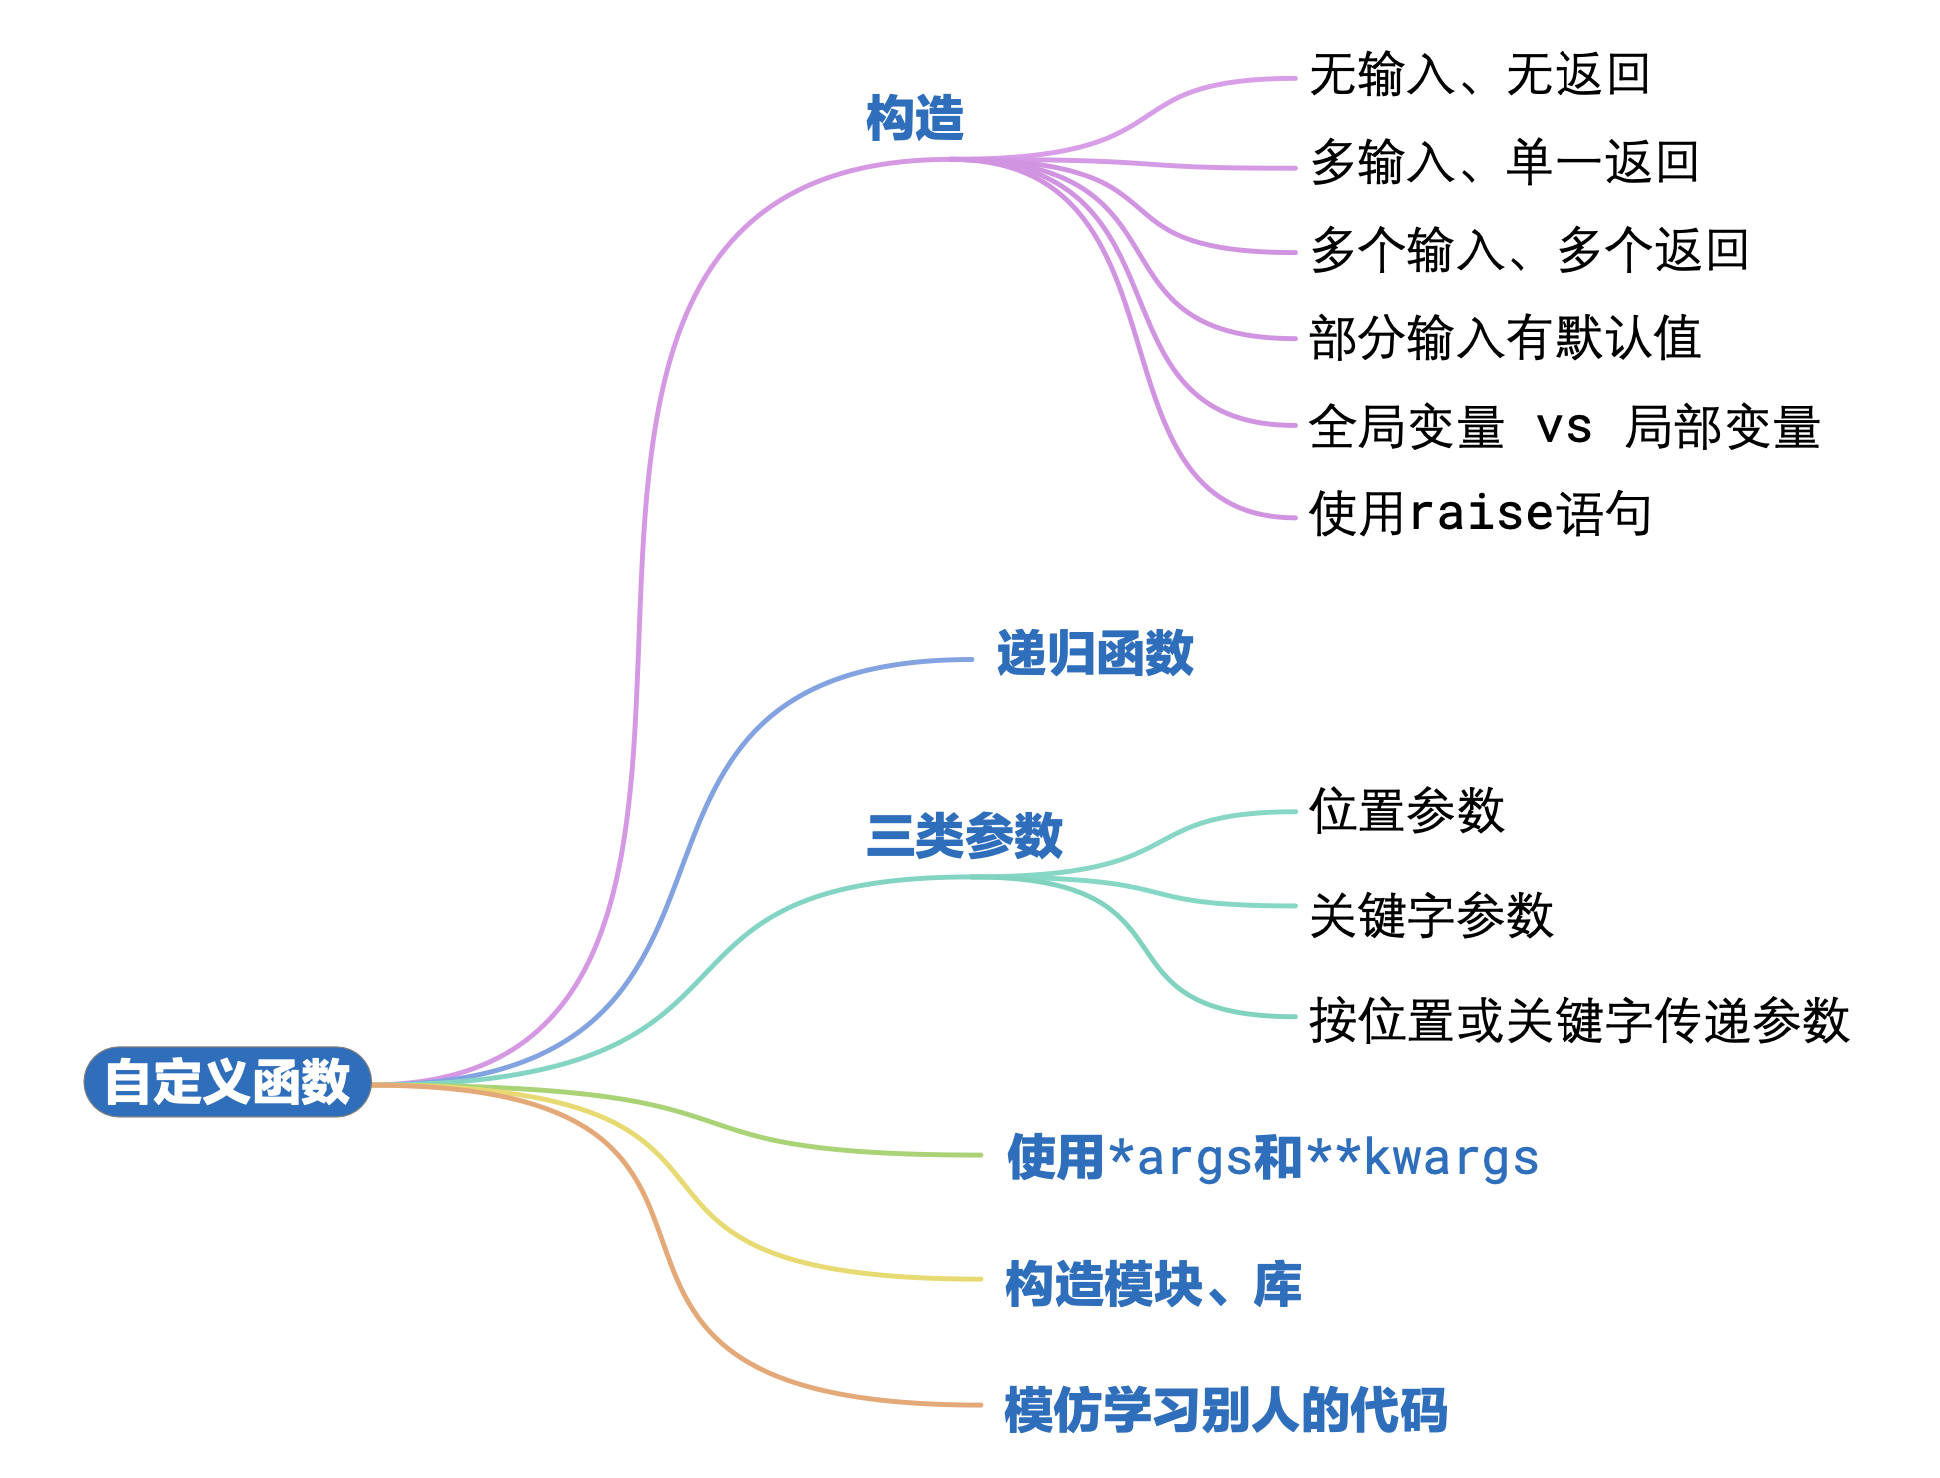 构造
无输入、无返回
多输入、单一返回
多个输入、多个返回
部分输入有默认值
全局变量 vs 局部变量
使用raise语句
递归函数
三类参数
位置参数
关键字参数
按位置或关键字传递参数
自定义函数
使用*args和**kwargs
构造模块、库
模仿学习别人的代码